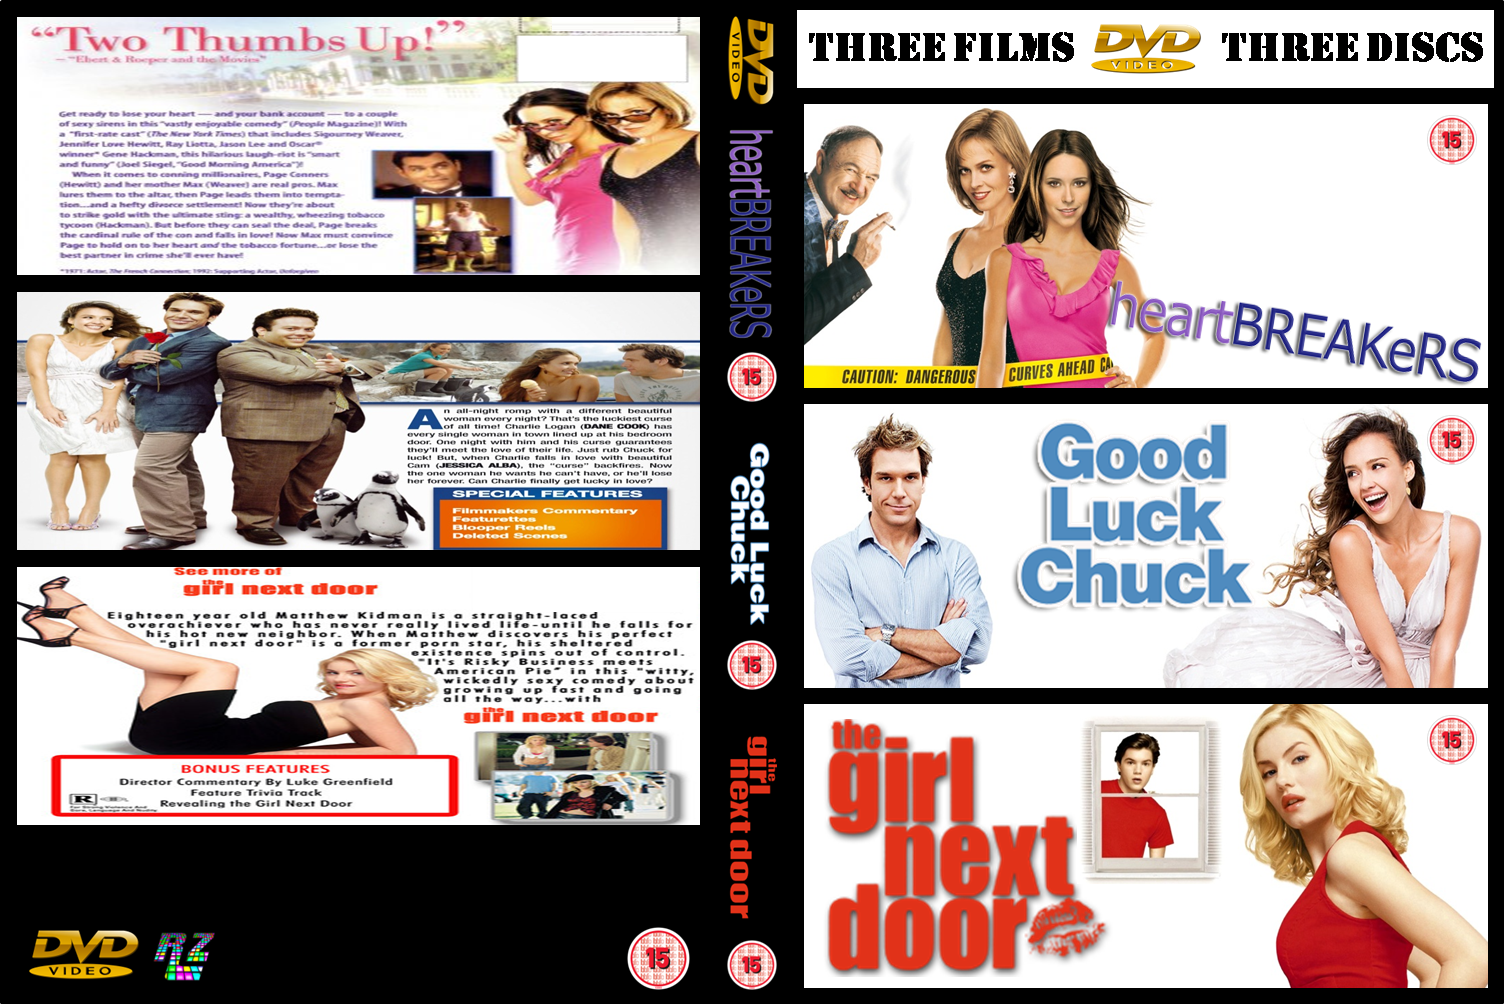 “Two Thumbs Up!”
— “Ebert & Roeper and the Movies”
Get ready to lose your heart — and your bank account — to a couple
of sexy sirens in this "vastly enjoyable comedy" (People Magazine)! With
a "first-rate cast" (The New York Times) that includes Sigourney Weaver,
Jennifer Love Hewitt, Ray Liotta, Jason Lee and Oscar®
winner* Gene Hackman, this hilarious laugh-riot is "smart
and funny" (Joel Siegel, "Good Morning America")!
When it comes to conning millionaires, Page Conners
(Hewitt) and her mother Max (Weaver) are real pros. Max
lures them to the altar, then Page leads them into tempta-
tion...and a hefty divorce settlement! Now they're about
to strike gold with the ultimate sting: a wealthy, wheezing tobacco
tycoon (Hackman). But before they can seal the deal, Page breaks
the cardinal rule of the con and falls in love! Now Max must convince
Page to hold on to her heart and the tobacco fortune...or lose the
best partner in crime she'll ever have!
*1971: Actor, The French Connection; 1992: Supporting Actor, Unforgiven
An all-night romp with a different beautiful
woman every night? That's the luckiest curse
of all time! Charlie Logan (DANE COOK) has
every single woman in town lined up at his bedroom
door. One night with him and his curse guarantees
they'll meet the love of their life. Just rub Chuck for
luck! But, when Charlie falls in love with beautiful
Cam (JESSICA ALBA), the "curse" backfires. Now
the one woman he wants he can't have, or he'll lose
her forever. Can Charlie finally get lucky in love?
SPECIAL FEATURES
Filmmakers Commentary
Featurettes
Blooper Reels
Deleted Scenes
See more of
the
girl next door
Eighteen year old Matthew Kidman is a straight-laced
overachiever who has never really lived life-until he falls for
his hot new neighbor. When Matthew discovers his perfect
"girl next door" is a former porn star, his sheltered
existence spins out of control.
"It's Risky Business meets
American Pie" in this "witty,
wickedly sexy comedy about
growing up fast and going
all the way...with
the
girl next door
BONUS FEATURES
Director Commentary By Luke Greenfield
Feature Trivia Track
Revealing the Girl Next Door
R
DVD
VIDEO
15
DVD
VIDEO
heartBREAKeRS
15
Good Luck
Chuck
15
the
girl
next door
15
THREE FILMS
DVD
VIDEO
THREE DISCS
15
heartBREAKeRS
CAUTION: DANGEROUS
CURVES AHEAD CA
15
Good
Luck
Chuck
15
the
girl
next
door